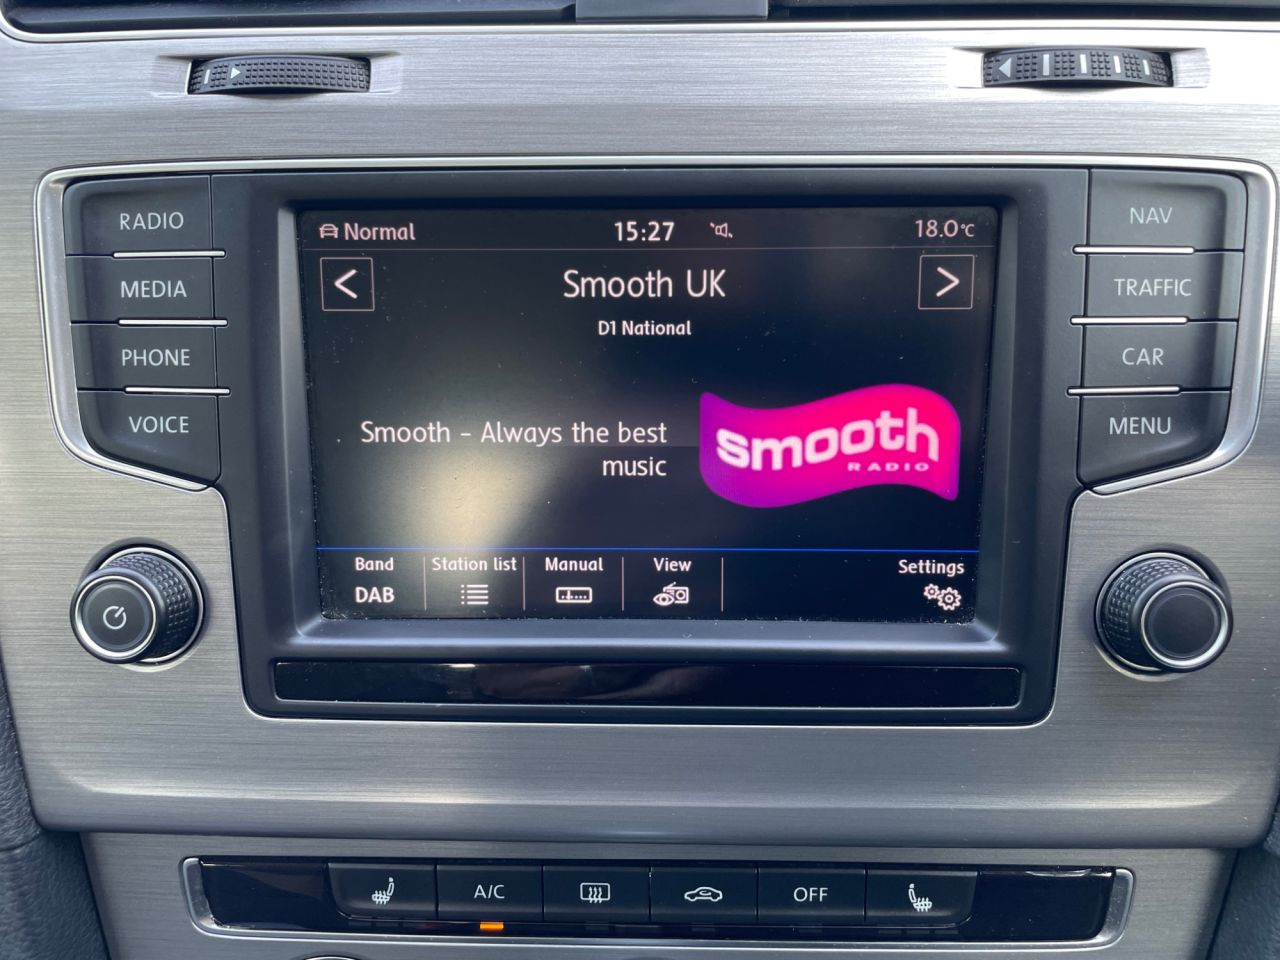 RADIO
MEDIA
PHONE
VOICE
Normal 15:27 18.0°C
Smooth UK
D1 National
Smooth - Always the best
music
smooth
RADIO
Band Station list Manual View Settings
DAB
NAV
TRAFFIC
CAR
MENU
A/C OFF